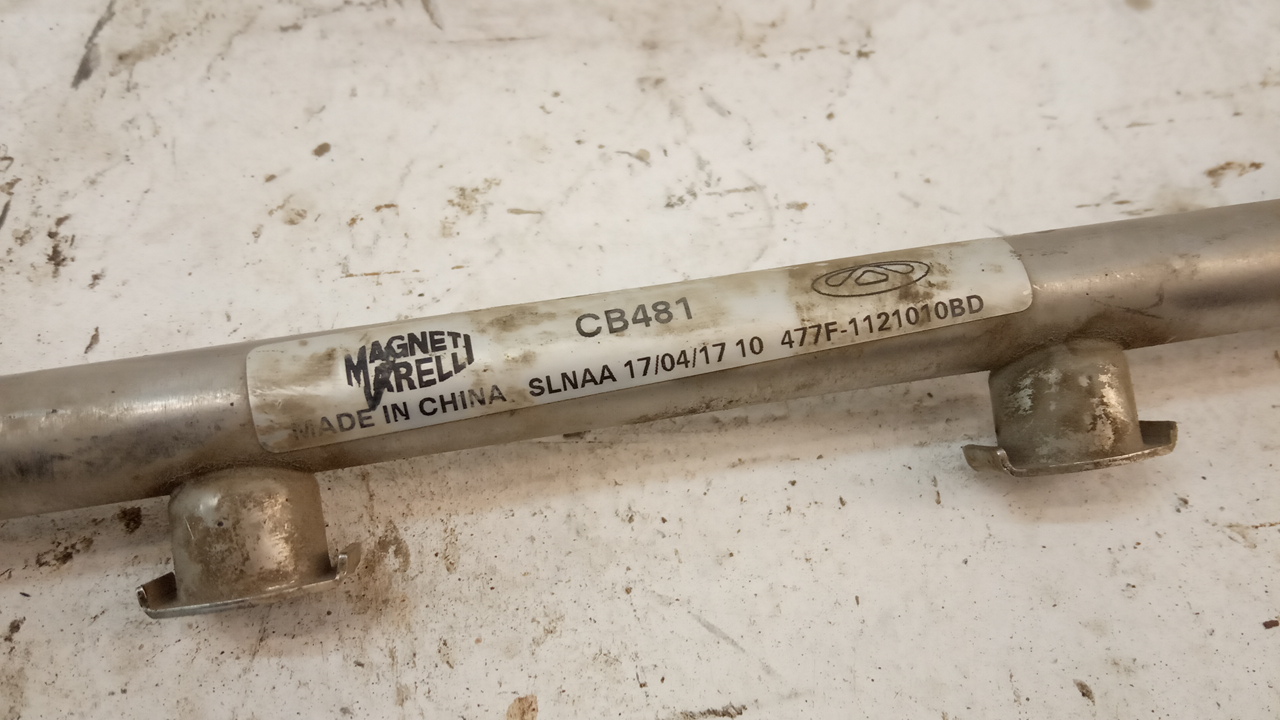 CB481
MAGNETI
MARELLI
MADE IN CHINA SLNAA 17/04/17 10 477F-1121010BD